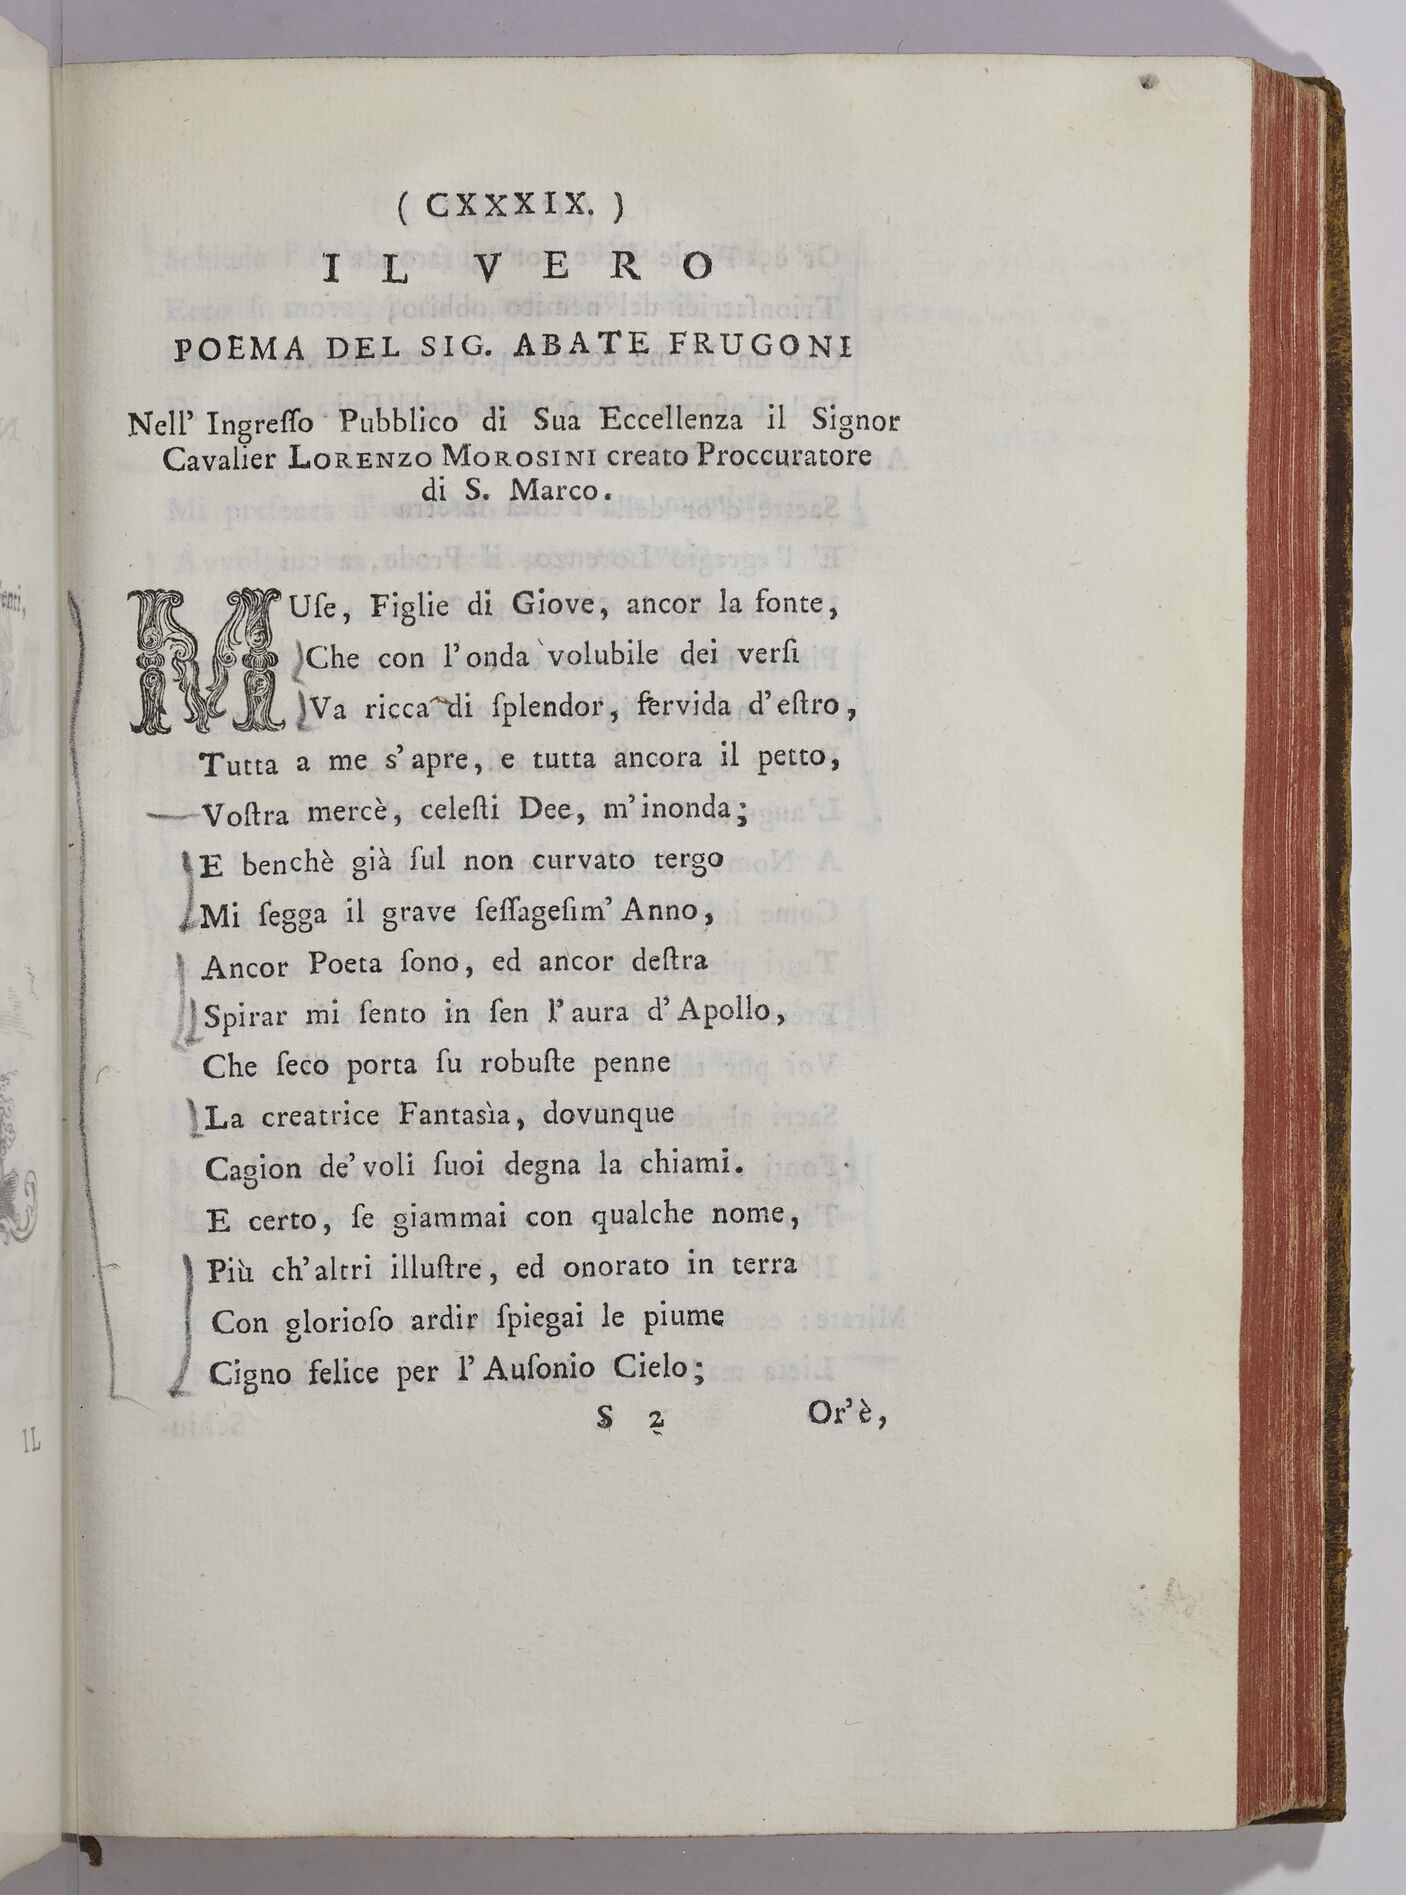 ( CXXXIX. )
IL VERO
POEMA DEL SIG. ABATE FRUGONI
Nell' Ingreſſo Pubblico di Sua Eccellenza il Signor
Cavalier LORENZO MOROSINI creato Proccuratore
di S. Marco.
MUſe, Figlie di Giove, ancor la fonte,
Che con l'onda volubile dei verſi
Va ricca di ſplendor, fervida d'eſtro,
Tutta a me s'apre, e tutta ancora il petto,
Voſtra mercè, celeſti Dee, m'inonda;
E benchè già ſul non curvato tergo
Mi ſegga il grave ſeſſageſim' Anno,
Ancor Poeta ſono, ed ancor deſtra
Spirar mi ſento in ſen l'aura d'Apollo,
Che ſeco porta ſu robuſte penne
La creatrice Fantasìa, dovunque
Cagion de' voli ſuoi degna la chiami.
E certo, ſe giammai con qualche nome,
Più ch'altri illuſtre, ed onorato in terra
Con glorioſo ardir ſpiegai le piume
Cigno felice per l'Auſonio Cielo;
S 2 Or'è,
IL